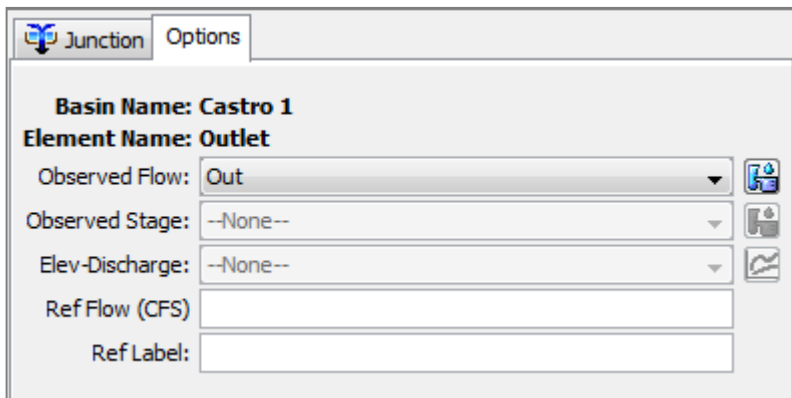 Junction Options
Basin Name: Castro 1
Element Name: Outlet
Observed Flow: Out
Observed Stage: --None--
Elev-Discharge: --None--
Ref Flow (CFS)
Ref Label: